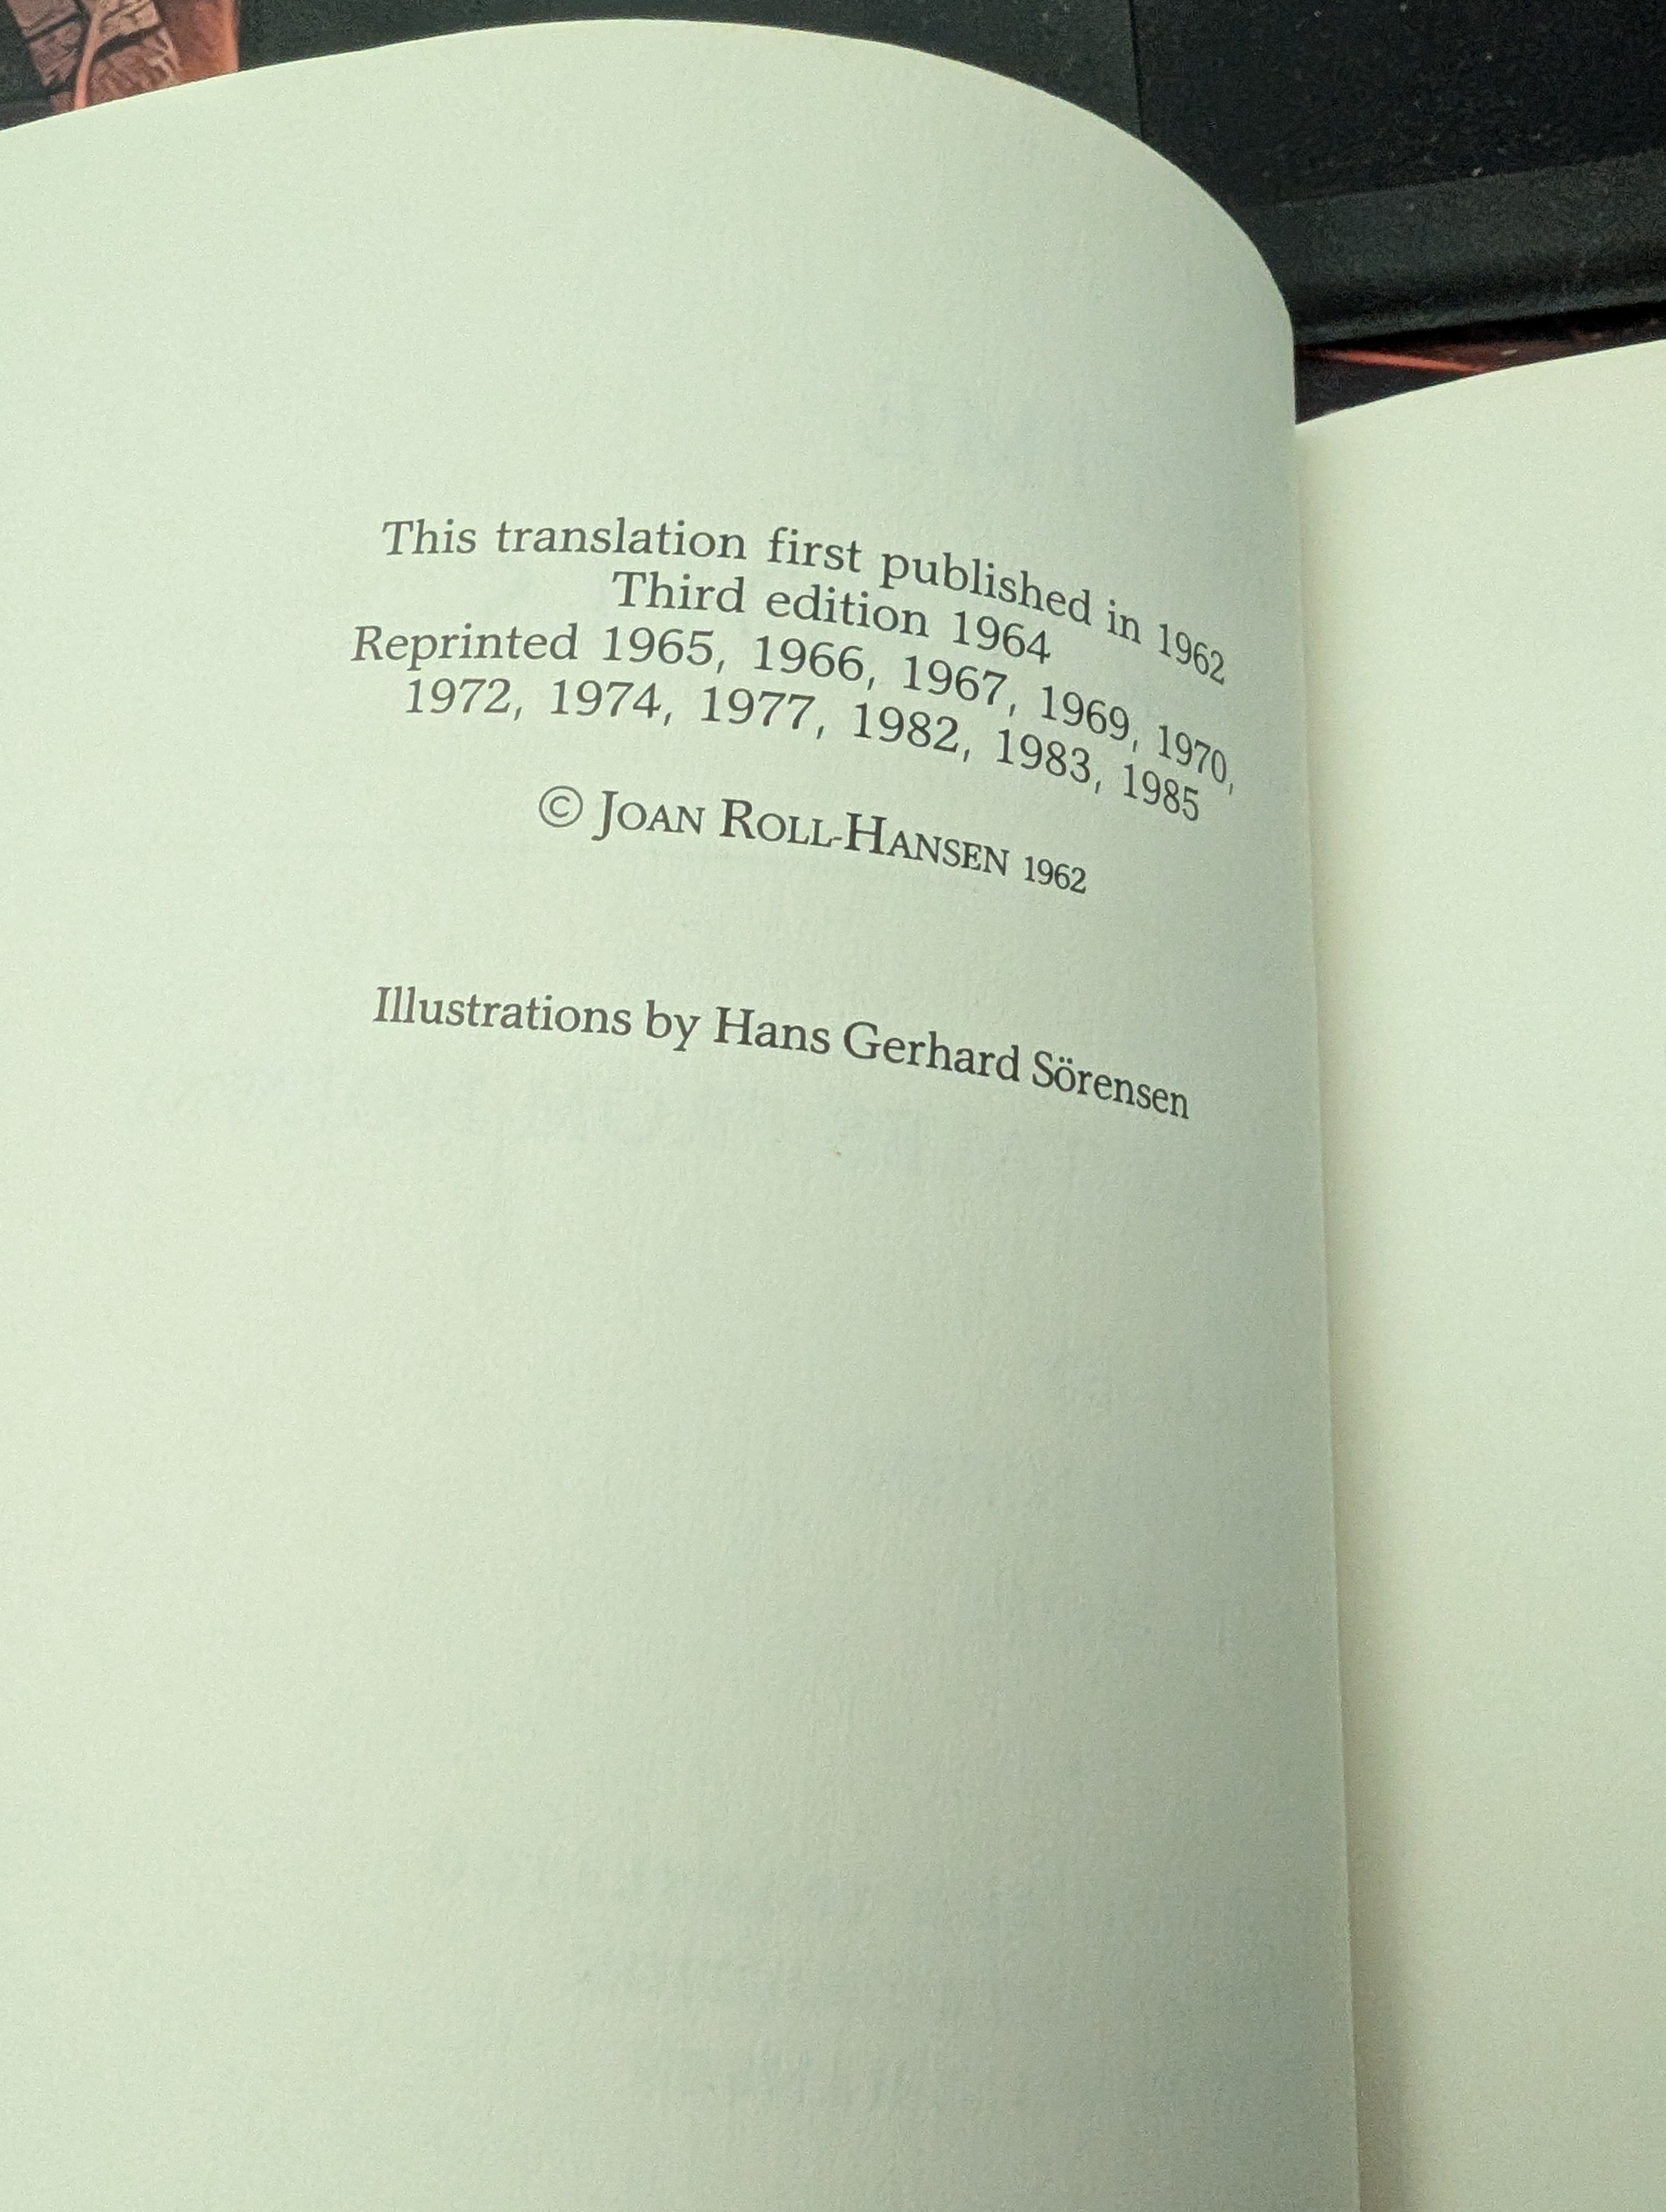 This translation first published in 1962
Third edition 1964
Reprinted 1965, 1966, 1967, 1969, 1970,
1972, 1974, 1977, 1982, 1983, 1985
© JOAN ROLL-HANSEN 1962
Illustrations by Hans Gerhard Sörensen